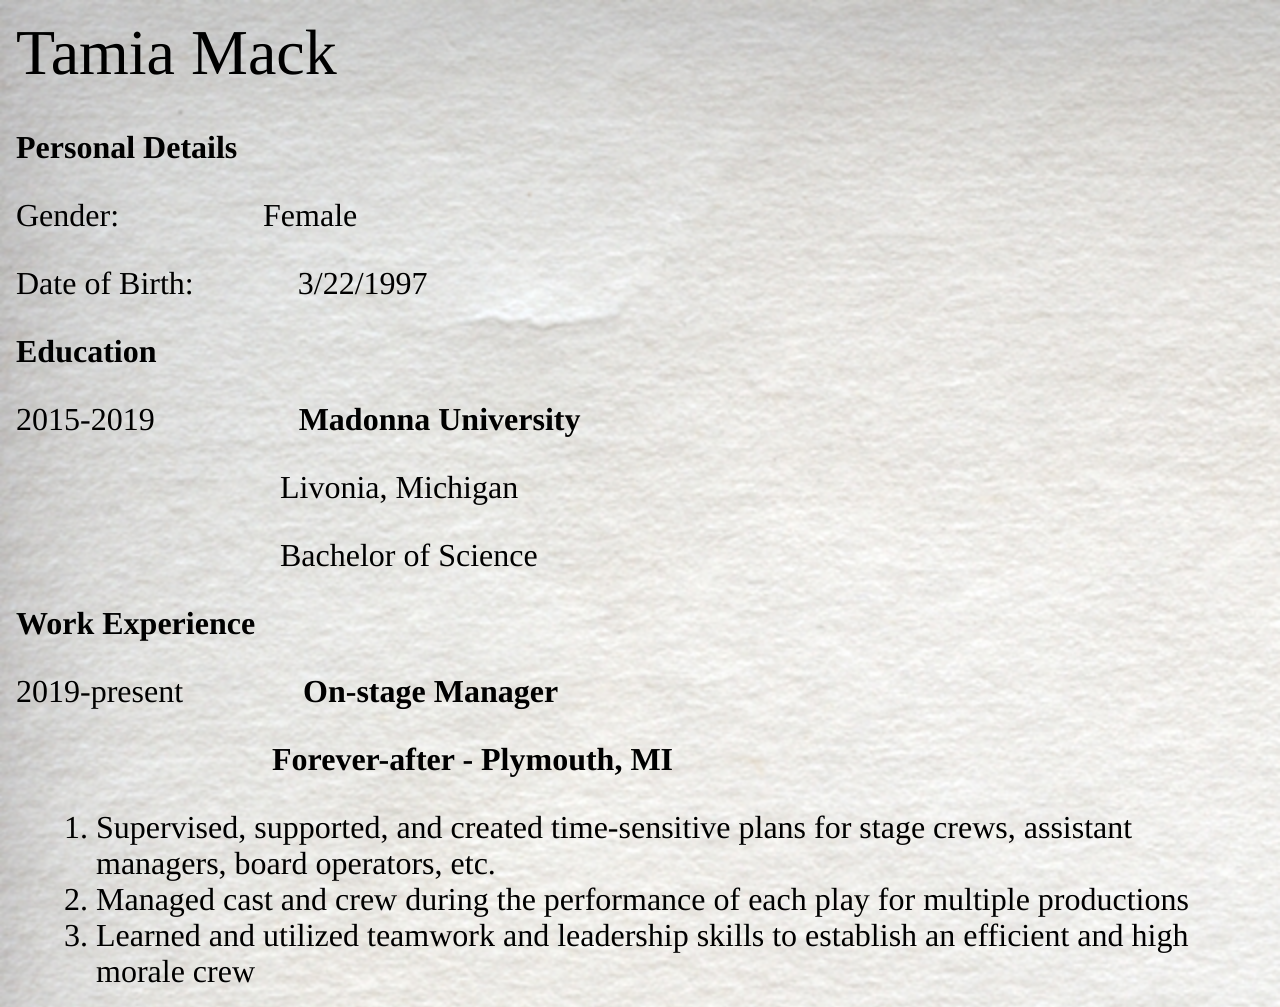 Tamia Mack
Personal Details
Gender: Female
Date of Birth: 3/22/1997
Education
2015-2019 Madonna University
Livonia, Michigan
Bachelor of Science
Work Experience
2019-present On-stage Manager
Forever-after - Plymouth, MI
1. Supervised, supported, and created time-sensitive plans for stage crews, assistant
managers, board operators, etc.
2. Managed cast and crew during the performance of each play for multiple productions
3. Learned and utilized teamwork and leadership skills to establish an efficient and high
morale crew